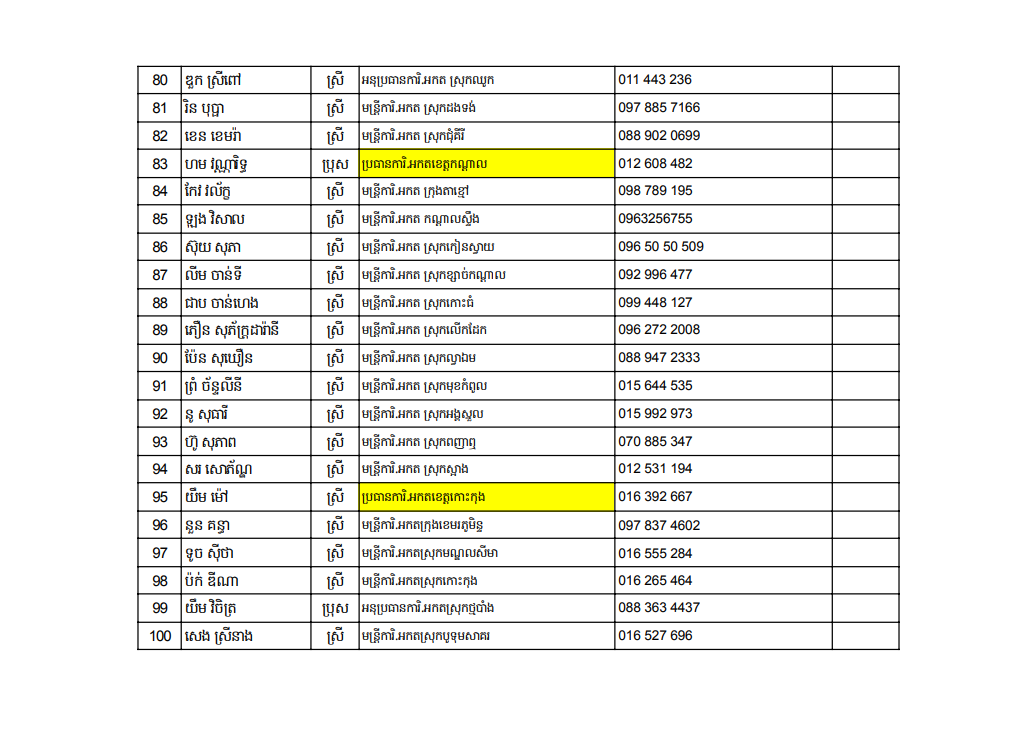 80 ឌួក ស្រីពៅ ស្រី អនុប្រធានការិ.អកត ស្រុកឈូក 011 443 236
81 រិន បុប្ផា ស្រី មន្ត្រីការិ.អកត ស្រុកដងទង់ 097 885 7166
82 ខេន ខេមរ៉ា ស្រី មន្ត្រីការិ.អកត ស្រុកជុំគិរី 088 902 0699
83 ហម វណ្ណារិទ្ធ ប្រុស ប្រធានការិ.អកតខេត្តកណ្តាល 012 608 482
84 កែវ វល័ក្ខ ស្រី មន្ត្រីការិ.អកត ក្រុងតាខ្មៅ 098 789 195
85 ឡុង វិសាល ស្រី មន្ត្រីការិ.អកត កណ្តាលស្ទឹង 0963256755
86 ស៊ុយ សុភា ស្រី មន្ត្រីការិ.អកត ស្រុកកៀនស្វាយ 096 50 50 509
87 លីម ចាន់ទី ស្រី មន្ត្រីការិ.អកត ស្រុកខ្សាច់កណ្តាល 092 996 477
88 ជាប ចាន់ហេង ស្រី មន្ត្រីការិ.អកត ស្រុកកោះធំ 099 448 127
89 ភឿន សុភ័ក្ត្រដារ៉ានី ស្រី មន្ត្រីការិ.អកត ស្រុកលើកដែក 096 272 2008
90 ប៉ែន សុឃឿន ស្រី មន្ត្រីការិ.អកត ស្រុកល្វាឯម 088 947 2333
91 ព្រំ ច័ន្ទលីនី ស្រី មន្ត្រីការិ.អកត ស្រុកមុខកំពូល 015 644 535
92 នូ សុធារី ស្រី មន្ត្រីការិ.អកត ស្រុកអង្គស្នួល 015 992 973
93 ហ៊ូ សុភាព ស្រី មន្ត្រីការិ.អកត ស្រុកពញាឮ 070 885 347
94 សរ សោភ័ណ្ឌ ស្រី មន្ត្រីការិ.អកត ស្រុកស្អាង 012 531 194
95 យឹម ម៉ៅ ស្រី ប្រធានការិ.អកតខេត្តកោះកុង 016 392 667
96 នួន គន្ធា ស្រី មន្ត្រីការិ.អកតក្រុងខេមរភូមិន្ទ 097 837 4602
97 ទូច ស៊ីថា ស្រី មន្ត្រីការិ.អកតស្រុកមណ្ឌលសីមា 016 555 284
98 ប៉ក់ ឌីណា ស្រី មន្ត្រីការិ.អកតស្រុកកោះកុង 016 265 464
99 យឹម វិចិត្រ ប្រុស អនុប្រធានការិ.អកតស្រុកថ្មបាំង 088 363 4437
100 សេង ស្រីនាង ស្រី មន្ត្រីការិ.អកតស្រុកបូទុមសាគរ 016 527 696